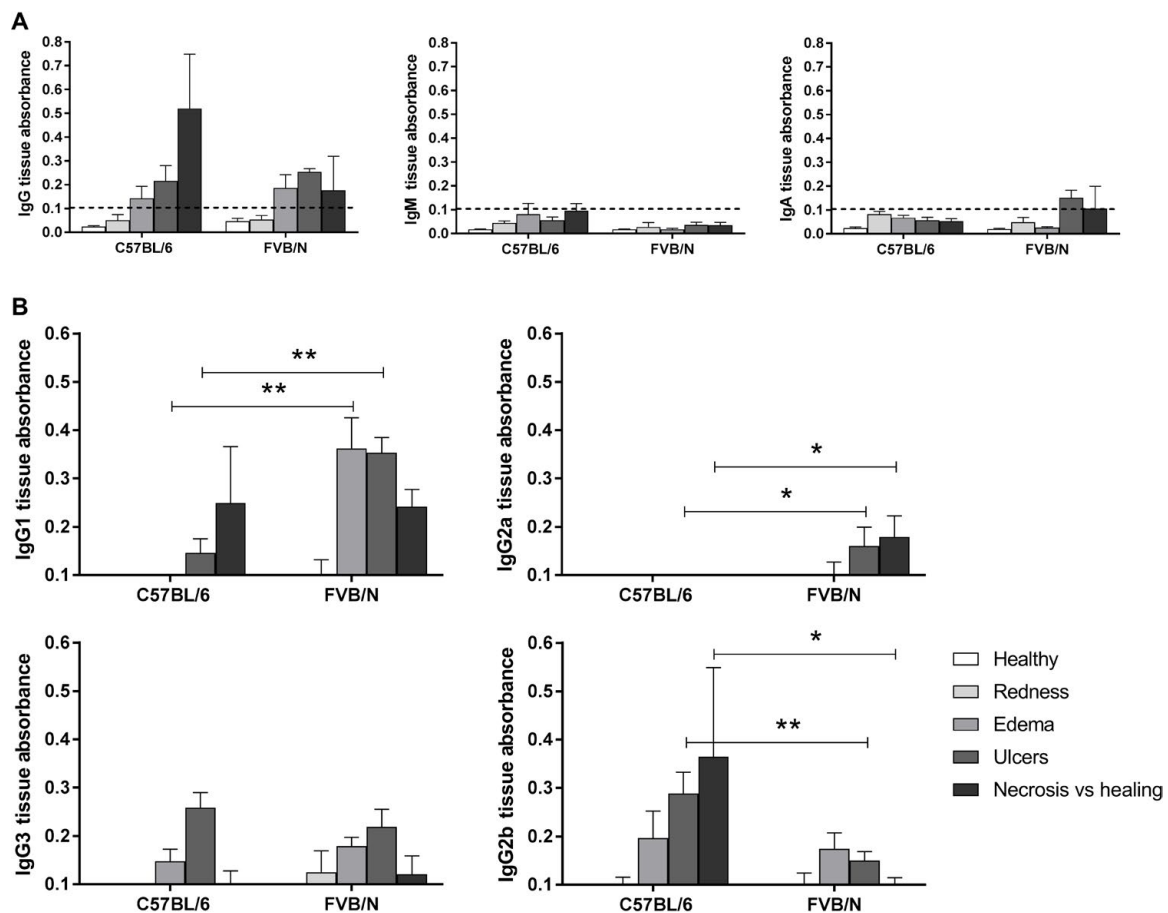 A
IgG tissue absorbance
0.8
0.7
0.6
0.5
0.4
0.3
0.2
0.1
0.0
C57BL/6 FVB/N
IgM tissue absorbance
0.8
0.7
0.6
0.5
0.4
0.3
0.2
0.1
0.0
C57BL/6 FVB/N
IgA tissue absorbance
0.8
0.7
0.6
0.5
0.4
0.3
0.2
0.1
0.0
C57BL/6 FVB/N
B
IgG1 tissue absorbance
0.6
0.5
0.4
0.3
0.2
0.1
**
**
C57BL/6 FVB/N
IgG2a tissue absorbance
0.6
0.5
0.4
0.3
0.2
0.1
*
*
C57BL/6 FVB/N
IgG3 tissue absorbance
0.6
0.5
0.4
0.3
0.2
0.1
C57BL/6 FVB/N
IgG2b tissue absorbance
0.6
0.5
0.4
0.3
0.2
0.1
*
**
C57BL/6 FVB/N
Healthy
Redness
Edema
Ulcers
Necrosis vs healing